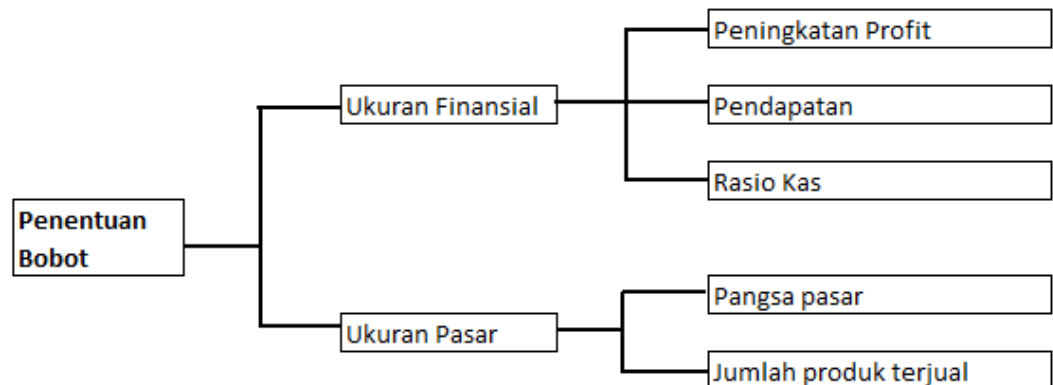 Peningkatan Profit
Ukuran Finansial
Pendapatan
Rasio Kas
Penentuan
Bobot
Pangsa pasar
Ukuran Pasar
Jumlah produk terjual